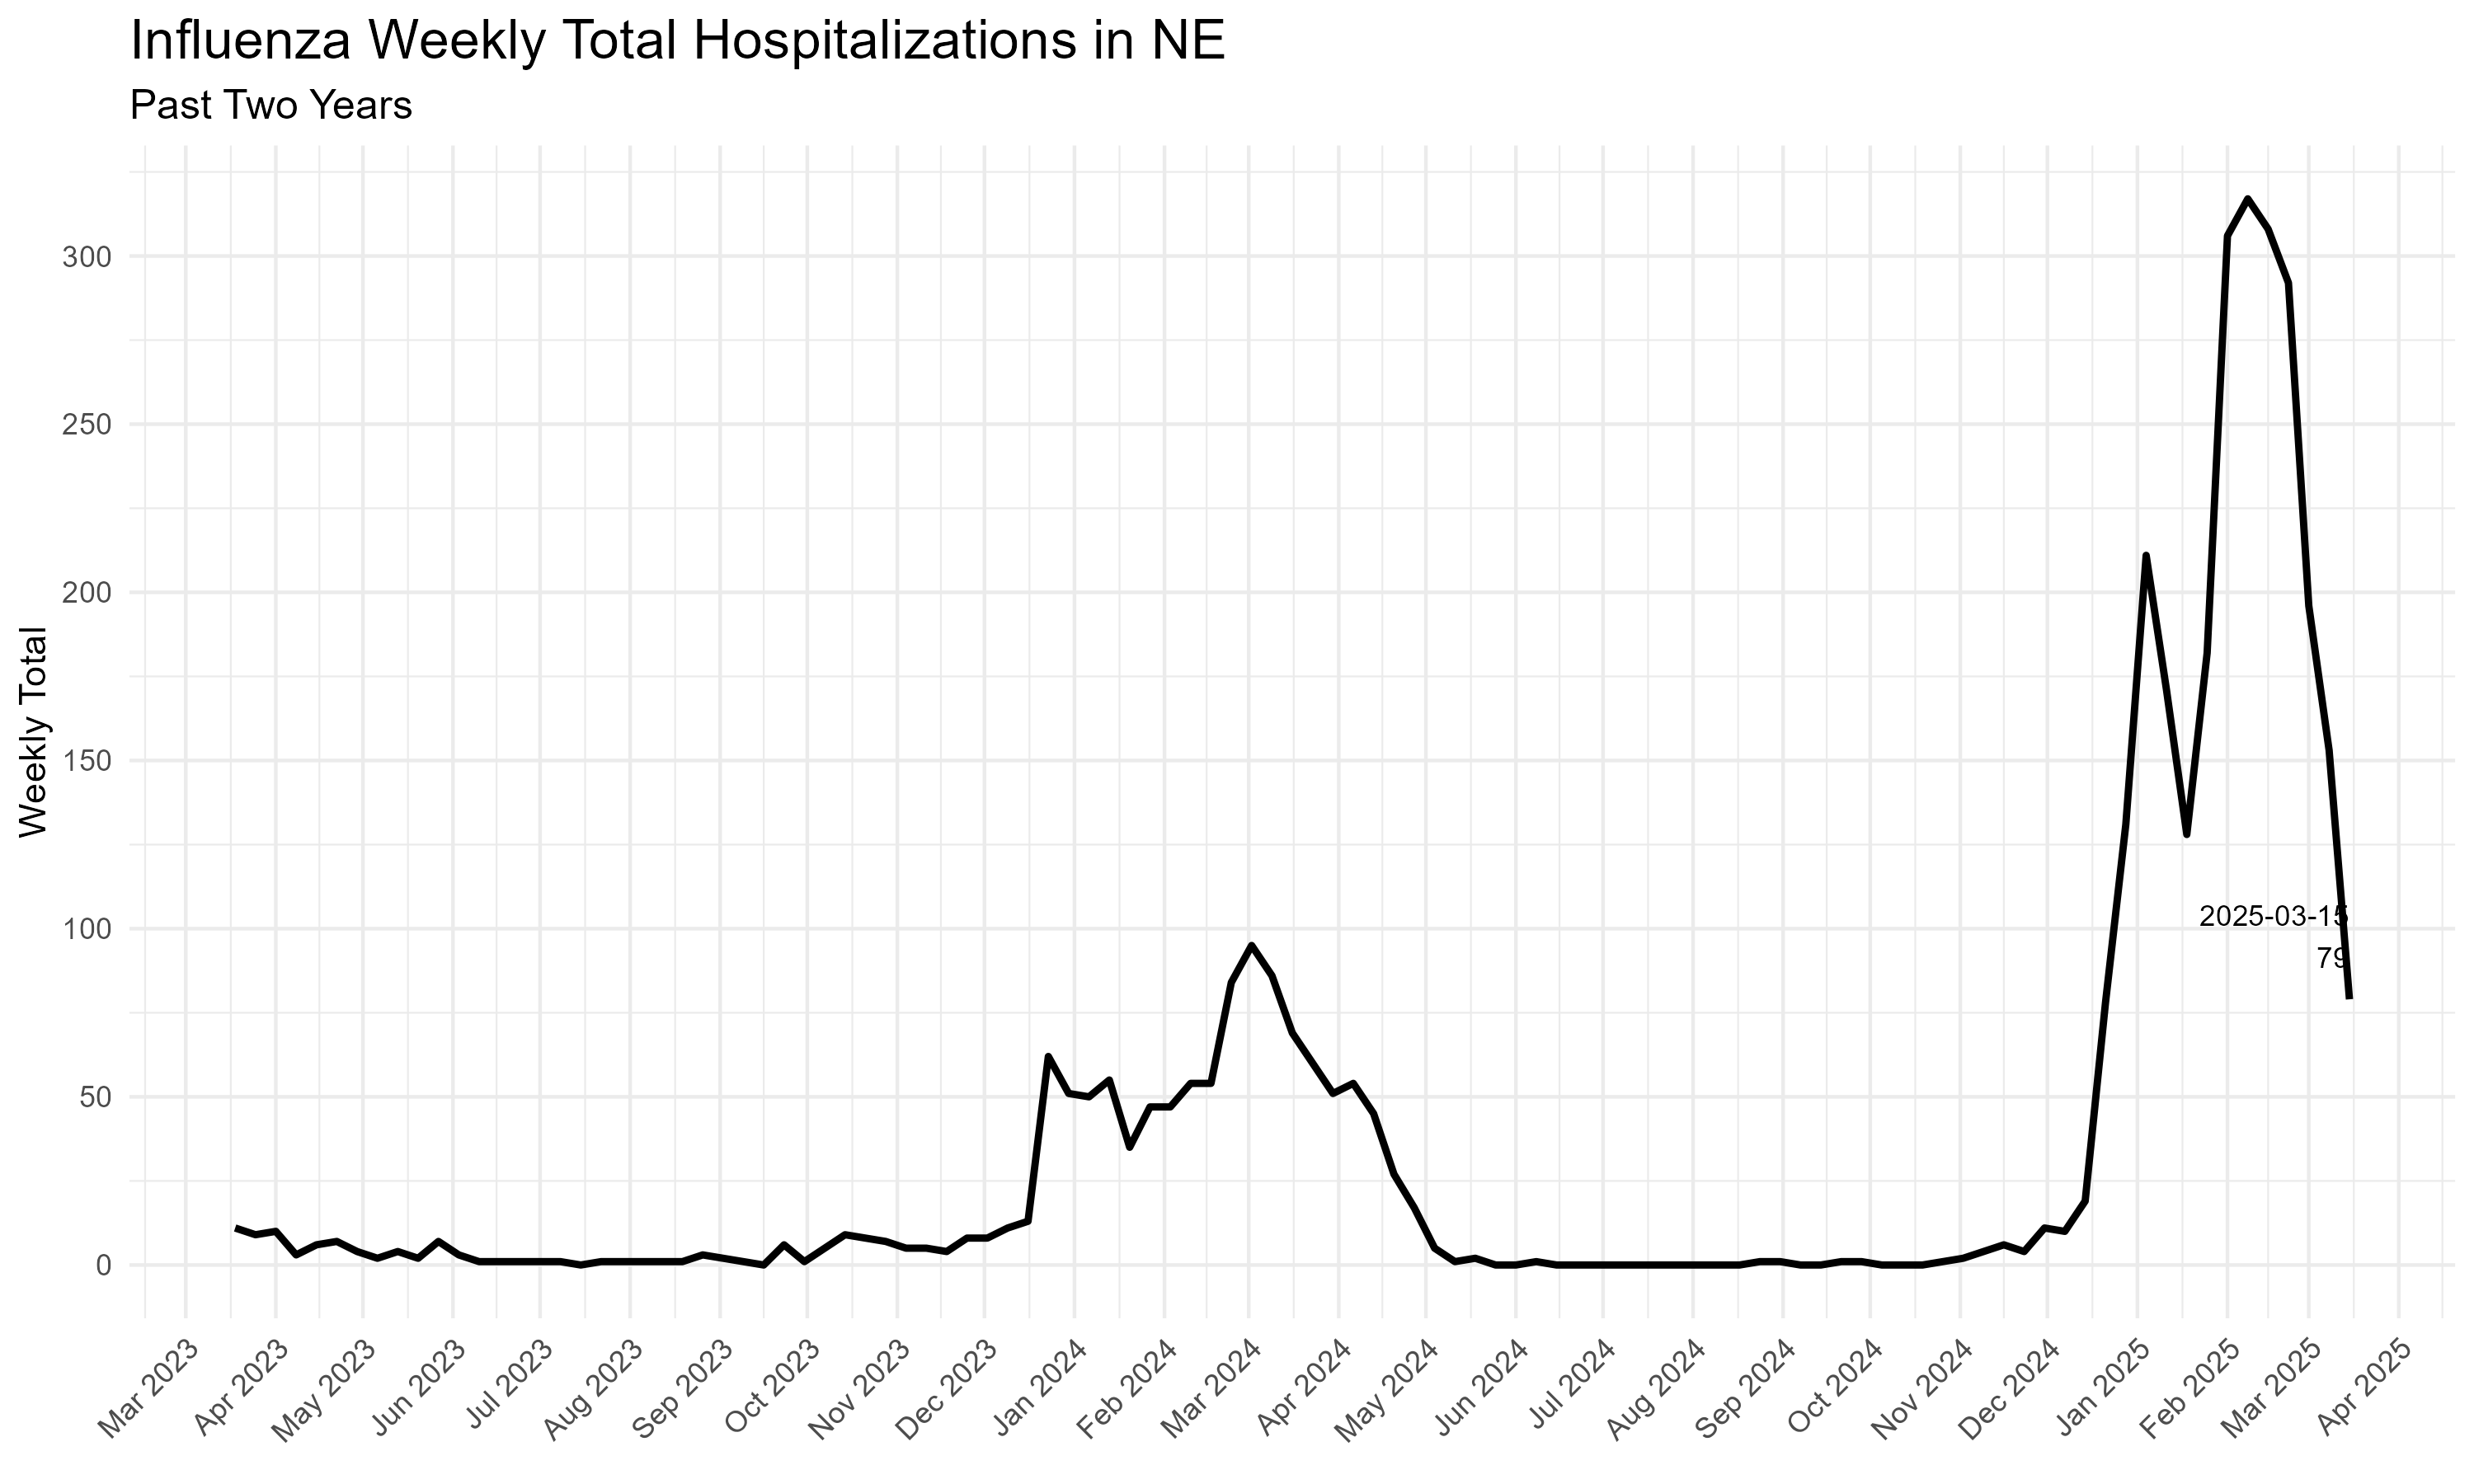 Influenza Weekly Total Hospitalizations in NE
Past Two Years
Weekly Total
300
250
200
150
100
50
0
2025-03-15
79
Mar 2023
Apr 2023
May 2023
Jun 2023
Jul 2023
Aug 2023
Sep 2023
Oct 2023
Nov 2023
Dec 2023
Jan 2024
Feb 2024
Mar 2024
Apr 2024
May 2024
Jun 2024
Jul 2024
Aug 2024
Sep 2024
Oct 2024
Nov 2024
Dec 2024
Jan 2025
Feb 2025
Mar 2025
Apr 2025